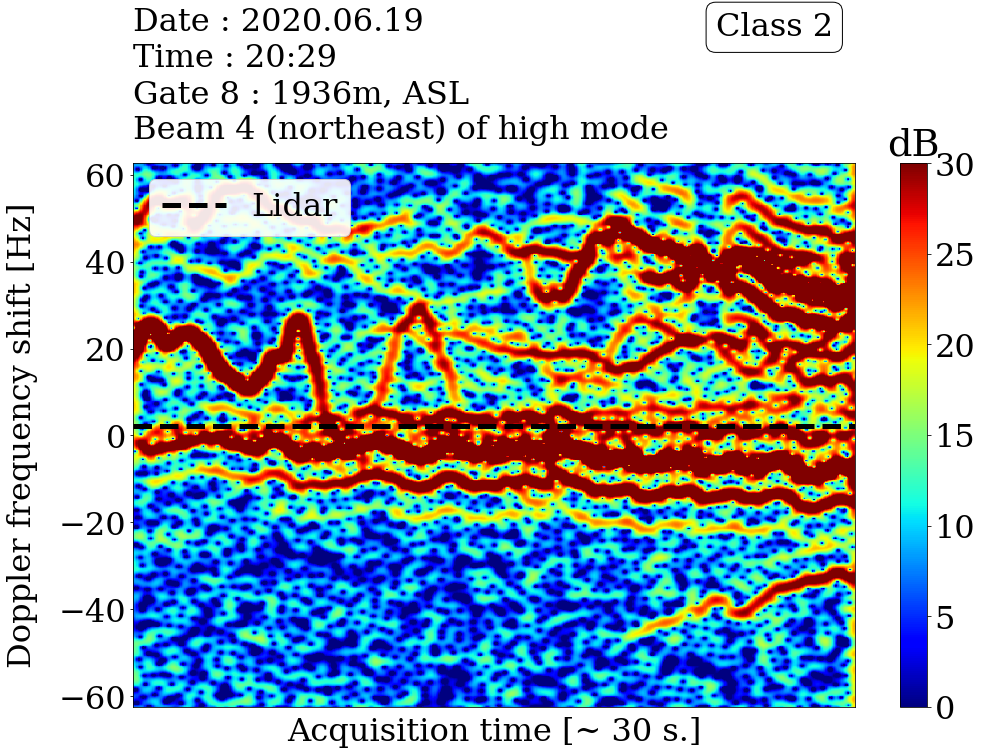 Date : 2020.06.19
Time : 20:29
Gate 8 : 1936m, ASL
Beam 4 (northeast) of high mode
Class 2
dB
Lidar
Doppler frequency shift [Hz]
60
40
20
0
−20
−40
−60
30
25
20
15
10
5
0
Acquisition time [~ 30 s.]